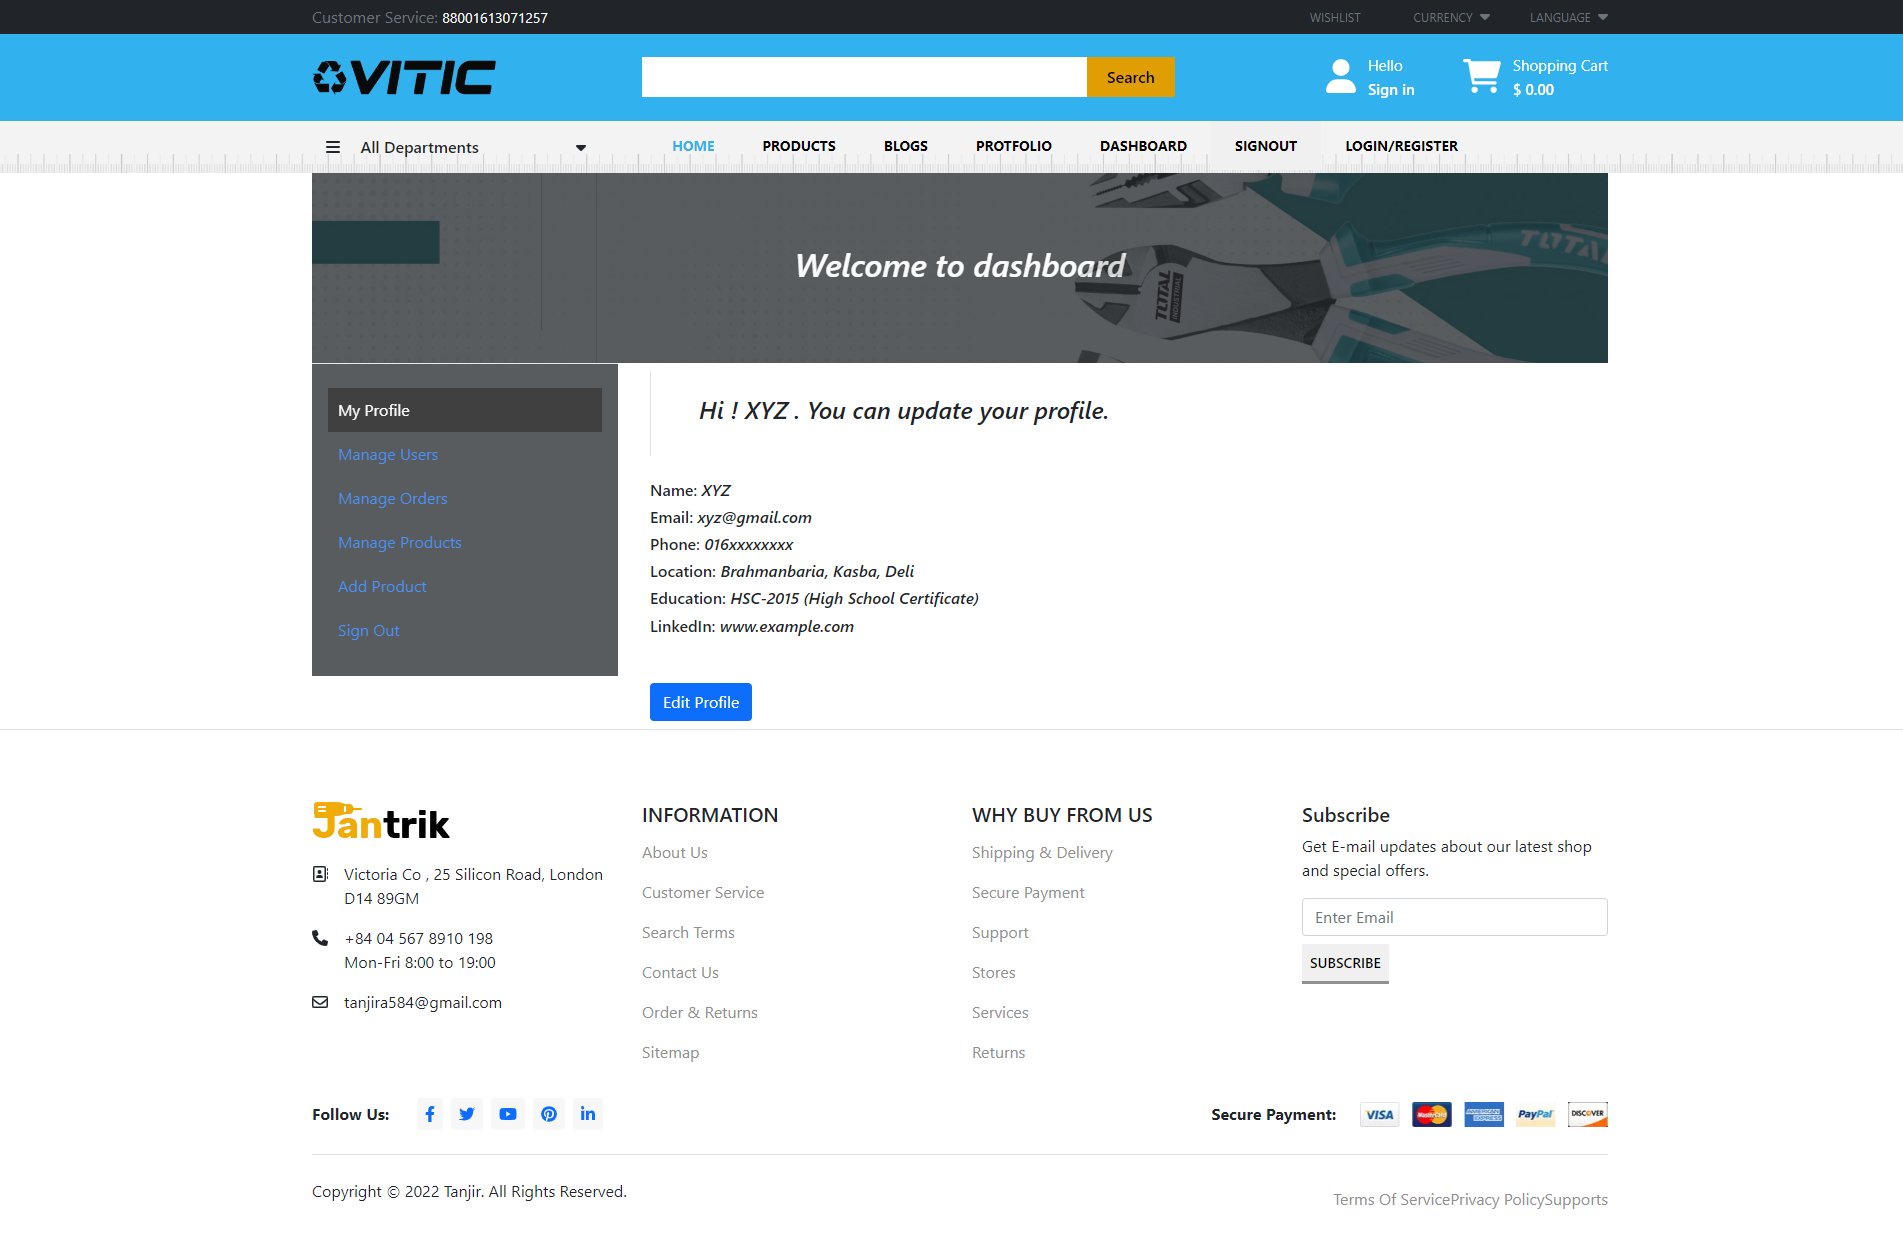 Customer Service: 88001613071257
WISHLIST
CURRENCY
LANGUAGE
VITIC
Search
Hello
Sign in
Shopping Cart
$ 0.00
All Departments
HOME
PRODUCTS
BLOGS
PROTFOLIO
DASHBOARD
SIGNOUT
LOGIN/REGISTER
Welcome to dashboard
TOTAL
TOTAL
INDUSTRIAL
My Profile
Manage Users
Manage Orders
Manage Products
Add Product
Sign Out
Hi ! XYZ . You can update your profile.
Name: XYZ
Email: xyz@gmail.com
Phone: 016xxxxxxxx
Location: Brahmanbaria, Kasba, Deli
Education: HSC-2015 (High School Certificate)
LinkedIn: www.example.com
Edit Profile
Jantrik
Victoria Co , 25 Silicon Road, London
D14 89GM
+84 04 567 8910 198
Mon-Fri 8:00 to 19:00
tanjira584@gmail.com
INFORMATION
About Us
Customer Service
Search Terms
Contact Us
Order & Returns
Sitemap
WHY BUY FROM US
Shipping & Delivery
Secure Payment
Support
Stores
Services
Returns
Subscribe
Get E-mail updates about our latest shop
and special offers.
Enter Email
SUBSCRIBE
Follow Us:
Secure Payment:
VISA
MasterCard
AMERICAN EXPRESS
PayPal
DISCOVER
Copyright © 2022 Tanjir. All Rights Reserved.
Terms Of ServicePrivacy PolicySupports